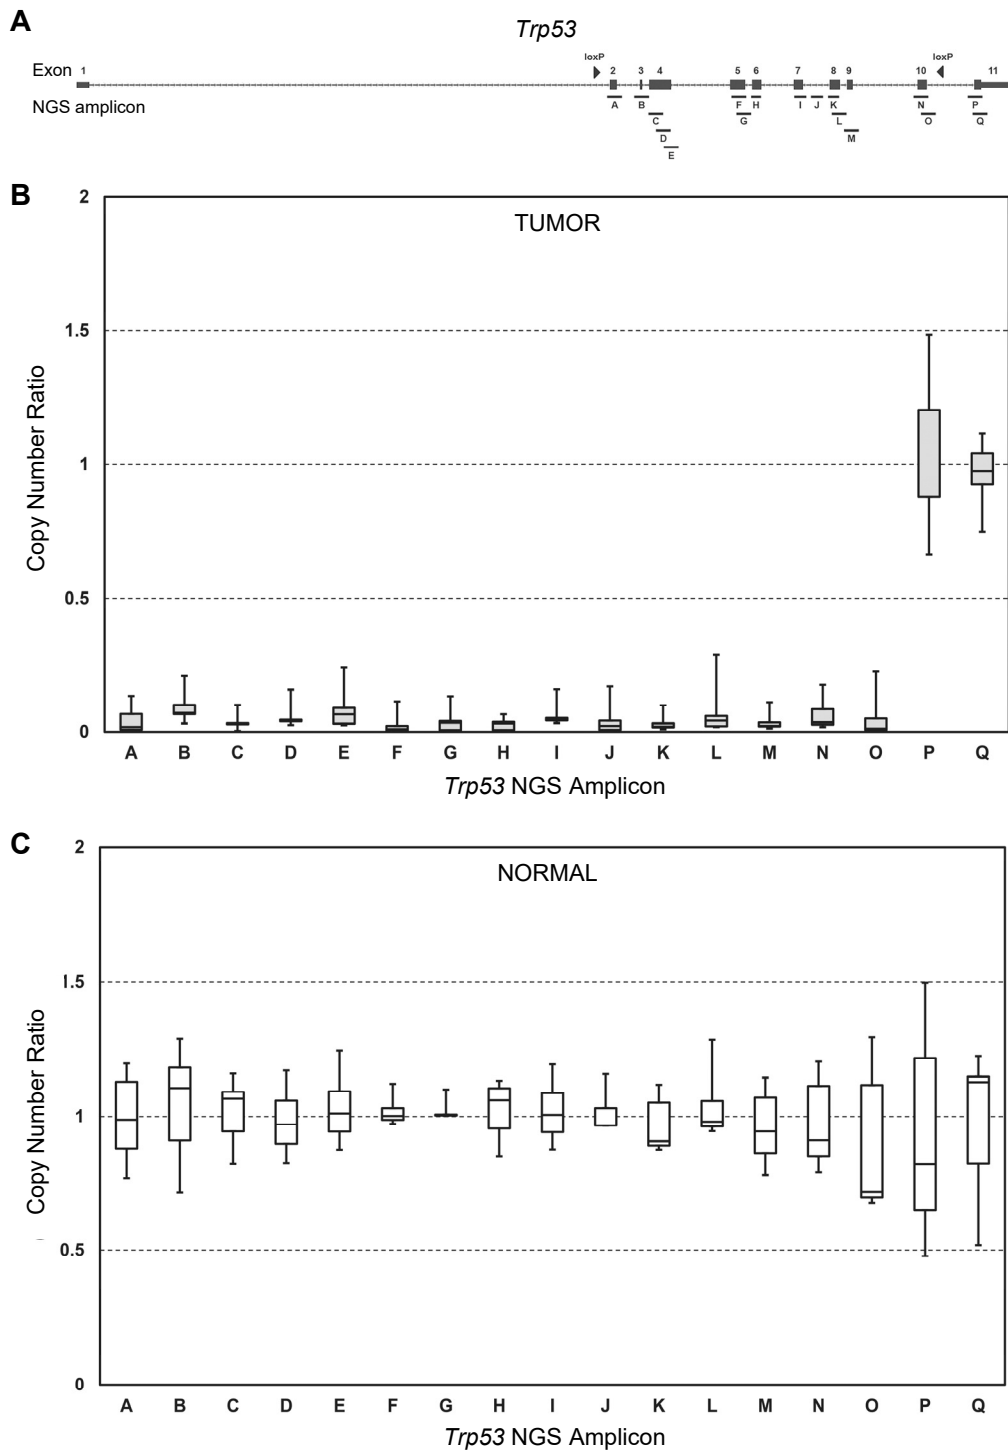 A
Trp53
loxP loxP
Exon 1 2 3 4 5 6 7 8 9 10 11
NGS amplicon
A B F H I J K N P
C G L O Q
D M
E
B
TUMOR
Copy Number Ratio
2
1.5
1
0.5
0
A B C D E F G H I J K L M N O P Q
Trp53 NGS Amplicon
C
NORMAL
Copy Number Ratio
2
1.5
1
0.5
0
A B C D E F G H I J K L M N O P Q
Trp53 NGS Amplicon